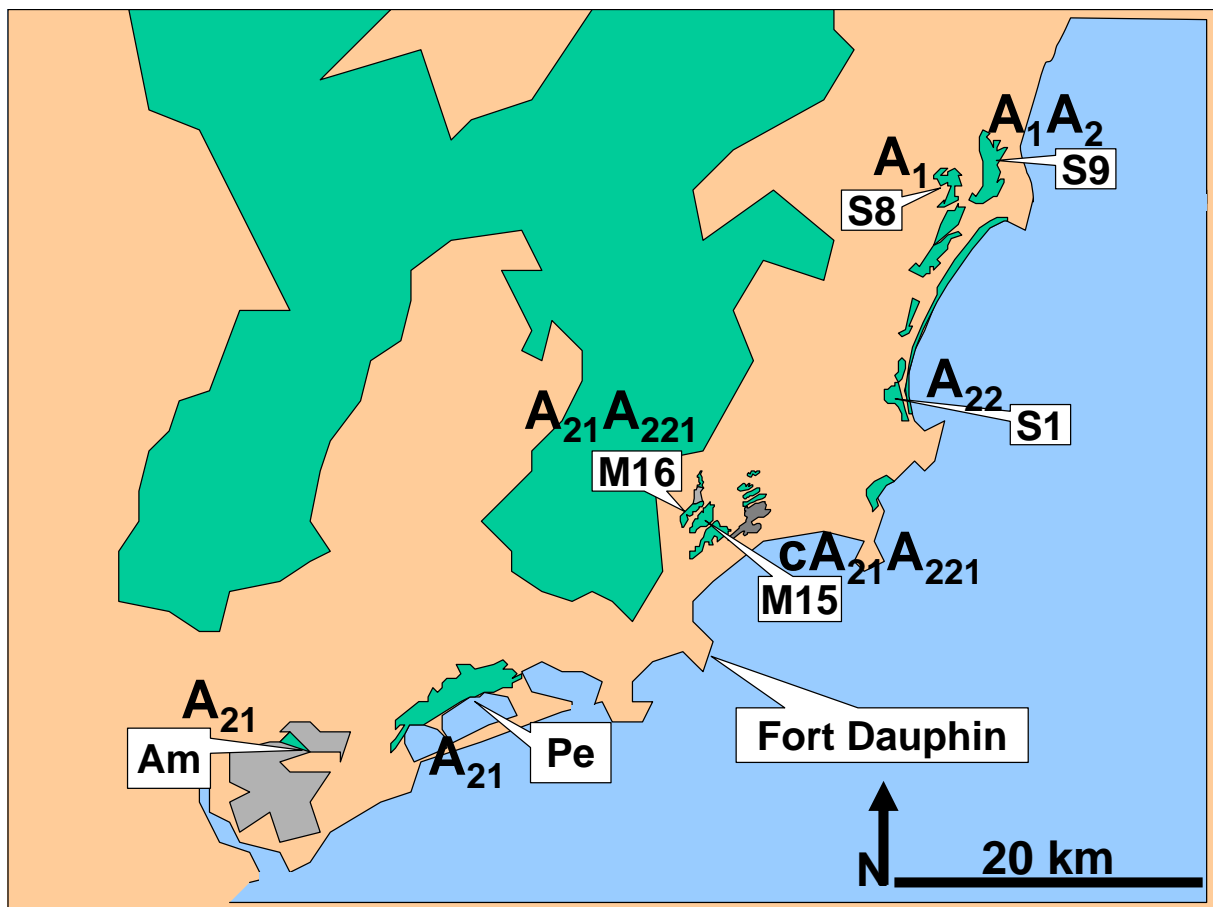 A₁A₂
S9
A₁
S8
A₂₂
S1
A₂₁A₂₂₁
M16
cA₂₁A₂₂₁
M15
A₂₁
Am
Pe
A₂₁
Fort Dauphin
N
20 km